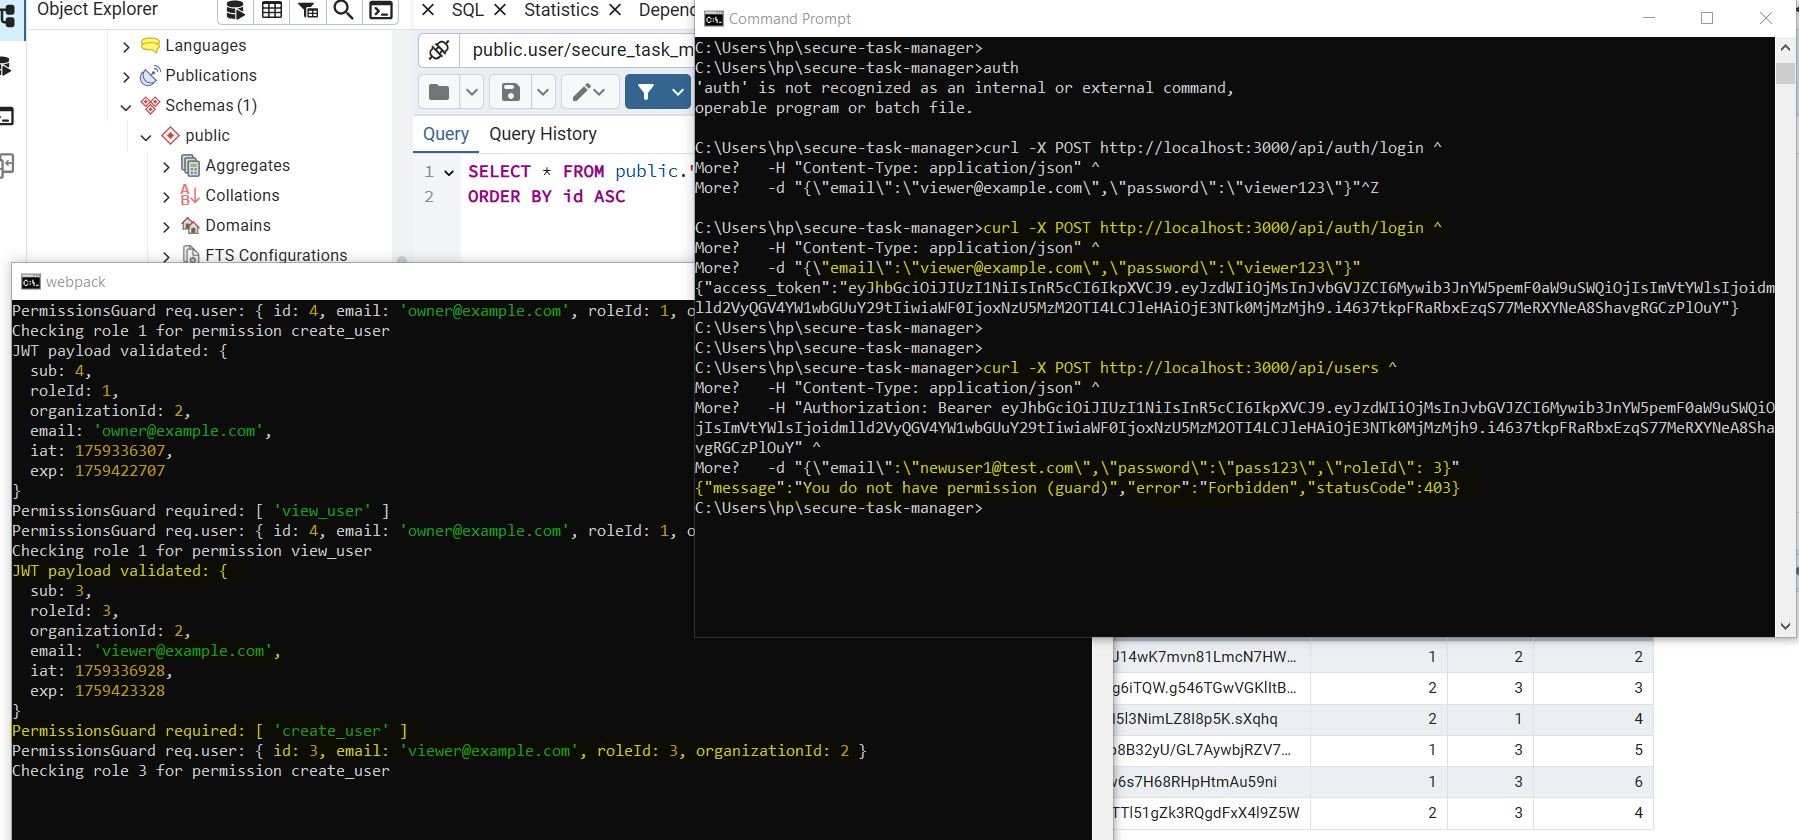 Object Explorer
SQL
Statistics
Languages
Publications
Schemas (1)
public
Aggregates
Collations
Domains
FTS Configurations
public.user/secure_task_m
Query
Query History
1 SELECT * FROM public.
2 ORDER BY id ASC
Command Prompt
C:\Users\hp\secure-task-manager>
C:\Users\hp\secure-task-manager>auth
'auth' is not recognized as an internal or external command,
operable program or batch file.
C:\Users\hp\secure-task-manager>curl -X POST http://localhost:3000/api/auth/login ^
More?   -H "Content-Type: application/json" ^
More?   -d "{\"email\":\"viewer@example.com\",\"password\":\"viewer123\"}"^Z
C:\Users\hp\secure-task-manager>curl -X POST http://localhost:3000/api/auth/login ^
More?   -H "Content-Type: application/json" ^
More?   -d "{\"email\":\"viewer@example.com\",\"password\":\"viewer123\"}"
{"access_token":"eyJhbGciOiJIUzI1NiIsInR5cCI6IkpXVCJ9.eyJzdWIiOjMsInJvbGVJZCI6Mywib3JnYW5pemF0aW9uSWQiOjIsImVtYWlsIjoidm
lld2VyQGV4YW1wbGUuY29tIiwiaWF0IjoxNzU5MzM2OTI4LCJleHAiOjE3NTk0MjMzMjh9.i4637tkpFRaRbxEzqS77MeRXYNeA8ShavgRGCzPlOuY"}
C:\Users\hp\secure-task-manager>
C:\Users\hp\secure-task-manager>
C:\Users\hp\secure-task-manager>curl -X POST http://localhost:3000/api/users ^
More?   -H "Content-Type: application/json" ^
More?   -H "Authorization: Bearer eyJhbGciOiJIUzI1NiIsInR5cCI6IkpXVCJ9.eyJzdWIiOjMsInJvbGVJZCI6Mywib3JnYW5pemF0aW9uSWQiO
jIsImVtYWlsIjoidmlld2VyQGV4YW1wbGUuY29tIiwiaWF0IjoxNzU5MzM2OTI4LCJleHAiOjE3NTk0MjMzMjh9.i4637tkpFRaRbxEzqS77MeRXYNeA8Sha
vgRGCzPlOuY" ^
More?   -d "{\"email\":\"newuser1@test.com\",\"password\":\"pass123\",\"roleId\": 3}"
{"message":"You do not have permission (guard)","error":"Forbidden","statusCode":403}
C:\Users\hp\secure-task-manager>
webpack
PermissionsGuard req.user: { id: 4, email: 'owner@example.com', roleId: 1, o
Checking role 1 for permission create_user
JWT payload validated: {
  sub: 4,
  roleId: 1,
  organizationId: 2,
  email: 'owner@example.com',
  iat: 1759336307,
  exp: 1759422707
}
PermissionsGuard required: [ 'view_user' ]
PermissionsGuard req.user: { id: 4, email: 'owner@example.com', roleId: 1, o
Checking role 1 for permission view_user
JWT payload validated: {
  sub: 3,
  roleId: 3,
  organizationId: 2,
  email: 'viewer@example.com',
  iat: 1759336928,
  exp: 1759423328
}
PermissionsGuard required: [ 'create_user' ]
PermissionsGuard req.user: { id: 3, email: 'viewer@example.com', roleId: 3, organizationId: 2 }
Checking role 3 for permission create_user
J14wK7mvn81LmcN7HW... 1 2 2
g6iTQW.g546TGwVGKlItB... 2 3 3
l5l3NimLZ8I8p5K.sXqhq 2 1 4
8B32yU/GL7AywbjRZV7... 1 3 5
6s7H68RHpHtmAu59ni 1 3 6
TTl51gZk3RQgdFxX4l9Z5W 2 3 4